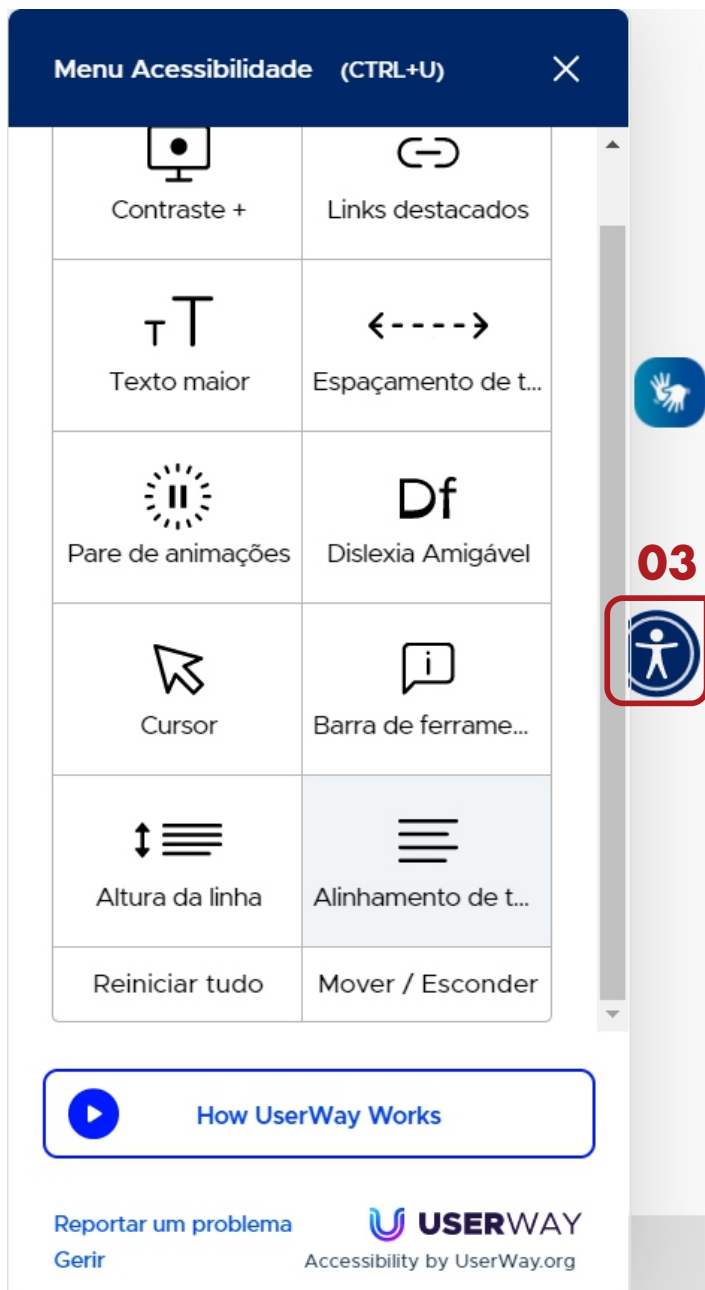 Menu Acessibilidade (CTRL+U)
Contraste +
Links destacados
TT
Texto maior
Espaçamento de t...
Pare de animações
Df
Dislexia Amigável
03
Cursor
i
Barra de ferrame...
Altura da linha
Alinhamento de t...
Reiniciar tudo
Mover / Esconder
How UserWay Works
Reportar um problema
USERWAY
Gerir
Accessibility by UserWay.org